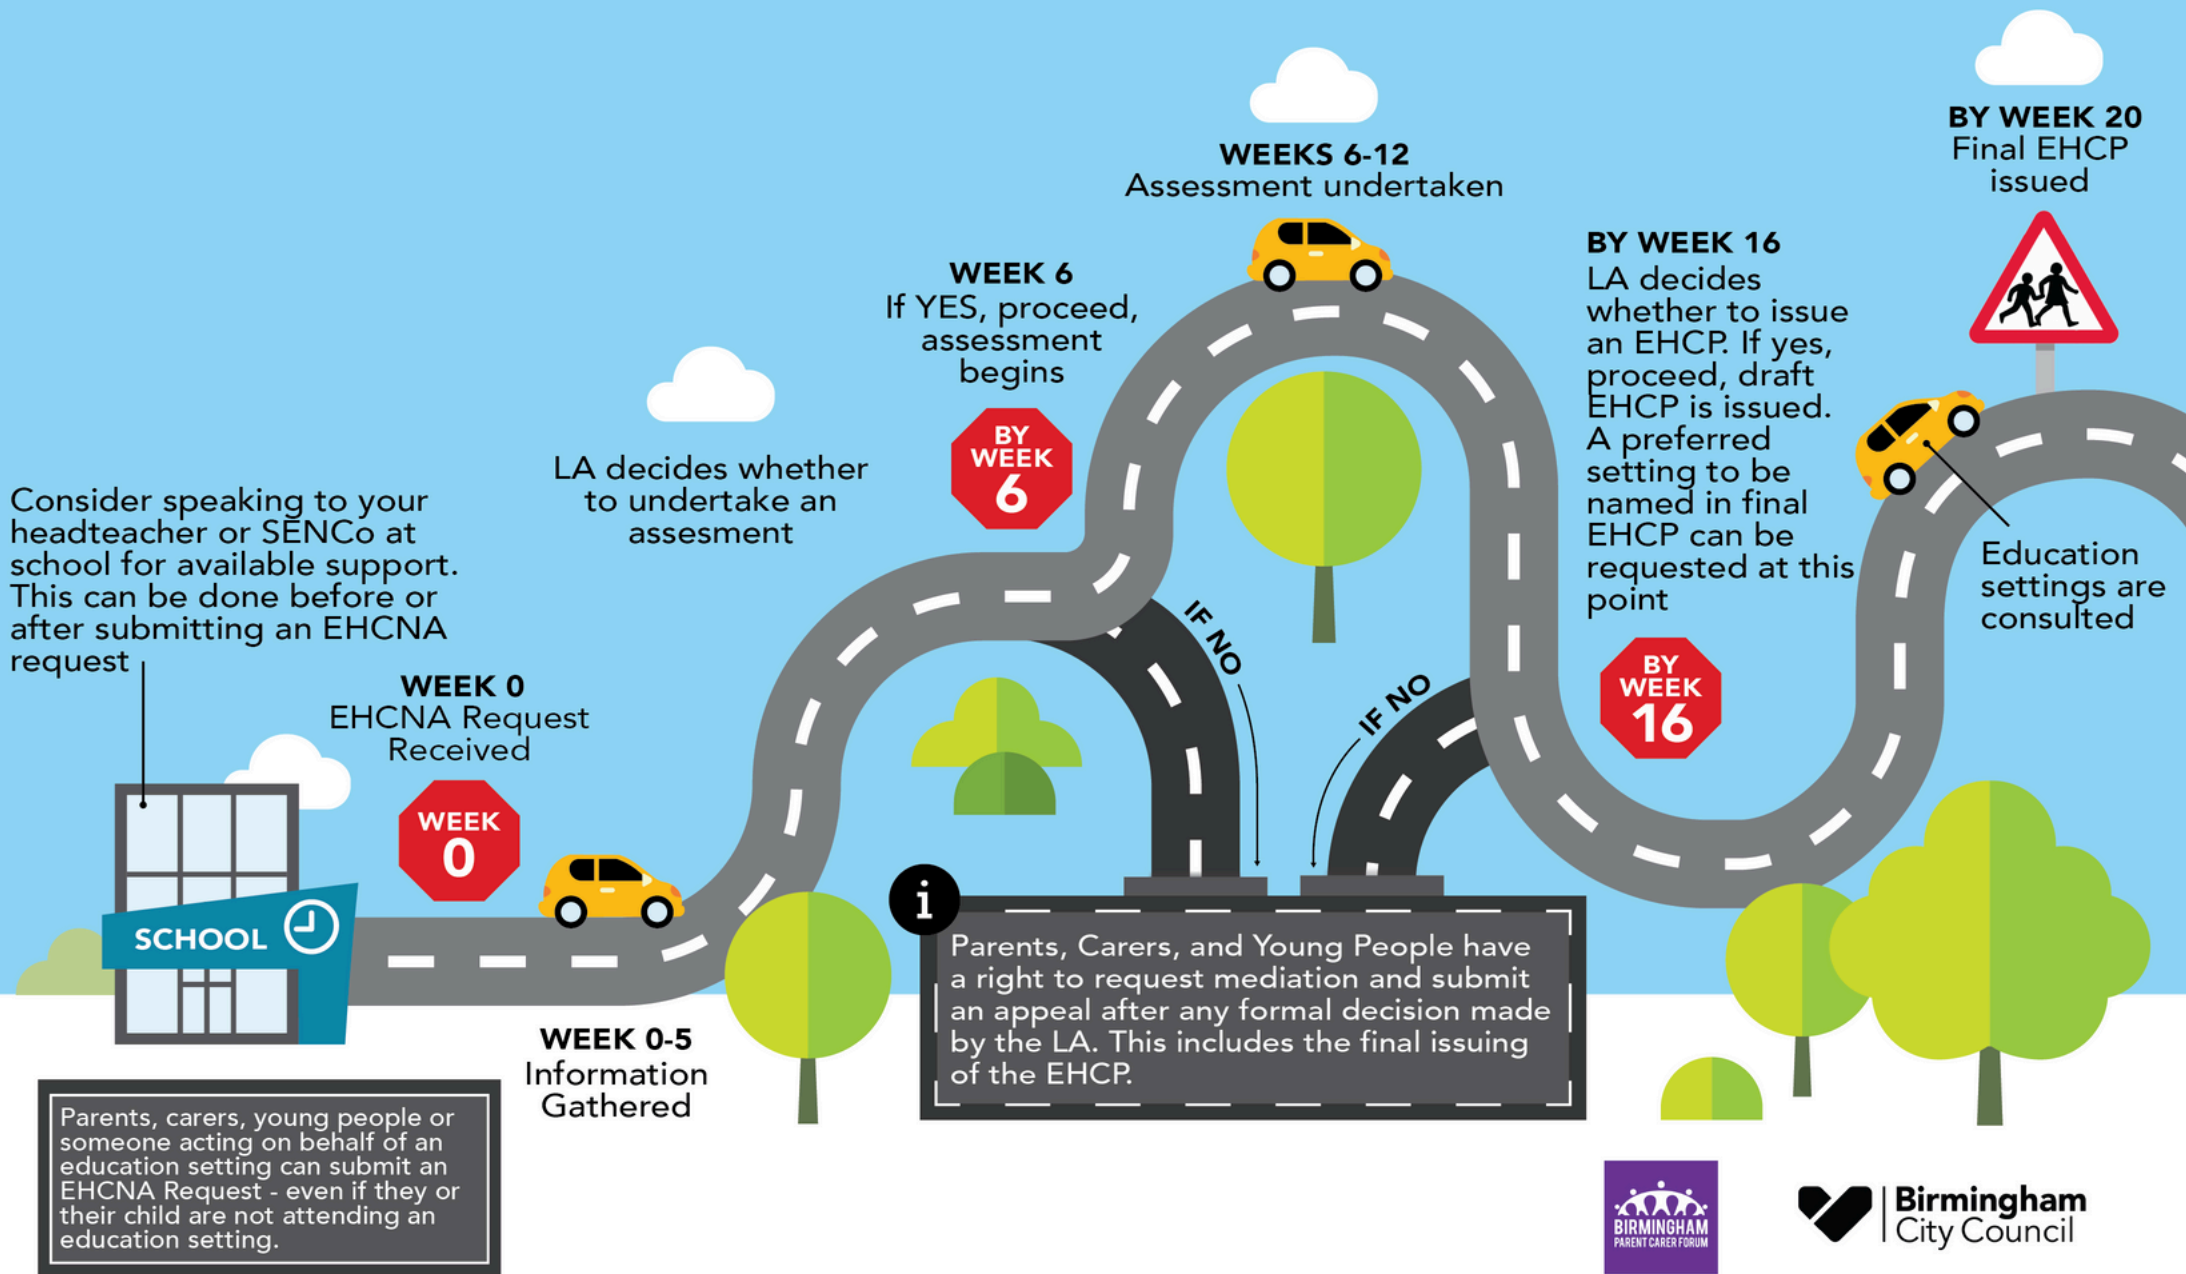 Consider speaking to your
headteacher or SENCo at
school for available support.
This can be done before or
after submitting an EHCNA
request
SCHOOL
Parents, carers, young people or
someone acting on behalf of an
education setting can submit an
EHCNA Request - even if they or
their child are not attending an
education setting.
WEEK 0
EHCNA Request
Received
WEEK
0
WEEK 0-5
Information
Gathered
LA decides whether
to undertake an
assesment
WEEK 6
If YES, proceed,
assessment
begins
BY
WEEK
6
IF NO
WEEKS 6-12
Assessment undertaken
BY WEEK 16
LA decides
whether to issue
an EHCP. If yes,
proceed, draft
EHCP is issued.
A preferred
setting to be
named in final
EHCP can be
requested at this
point
BY
WEEK
16
IF NO
i
Parents, Carers, and Young People have
a right to request mediation and submit
an appeal after any formal decision made
by the LA. This includes the final issuing
of the EHCP.
Education
settings are
consulted
BY WEEK 20
Final EHCP
issued
BIRMINGHAM
PARENT CARER FORUM
Birmingham
City Council